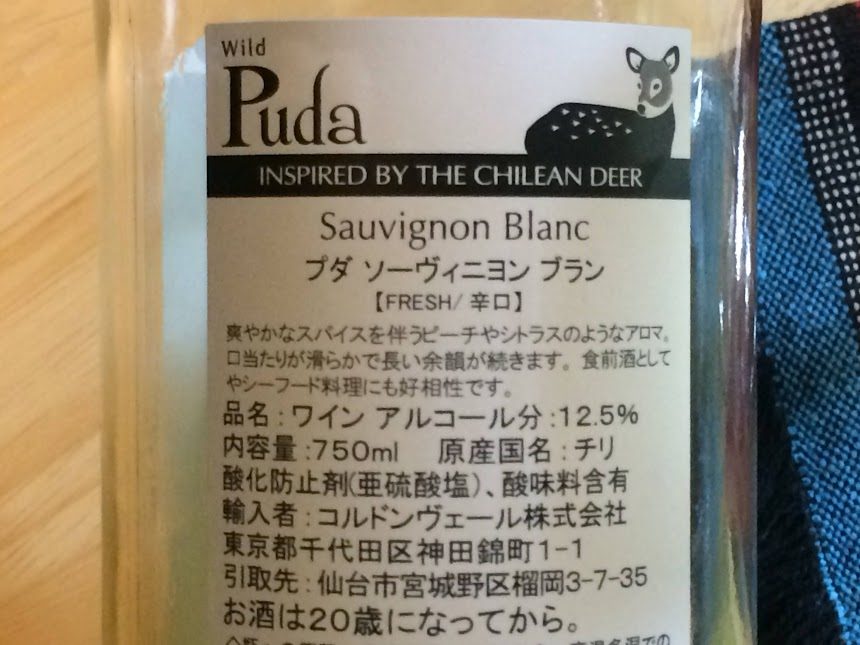 Wild
Puda
INSPIRED BY THE CHILEAN DEER
Sauvignon Blanc
プダ ソーヴィニヨン ブラン
【FRESH/ 辛口】
爽やかなスパイスを伴うピーチやシトラスのようなアロマ。
口当たりが滑らかで長い余韻が続きます。食前酒として
やシーフード料理にも好相性です。
品名:ワイン アルコール分:12.5%
内容量:750ml 原産国名:チリ
酸化防止剤(亜硫酸塩)、酸味料含有
輸入者:コルドンヴェール株式会社
東京都千代田区神田錦町1-1
引取先:仙台市宮城野区榴岡3-7-35
お酒は20歳になってから。